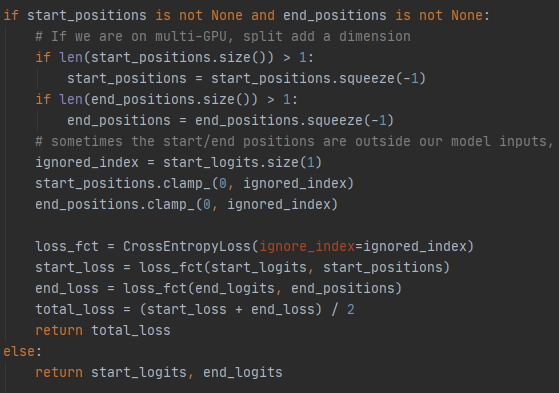 if start_positions is not None and end_positions is not None:
    # If we are on multi-GPU, split add a dimension
    if len(start_positions.size()) > 1:
        start_positions = start_positions.squeeze(-1)
    if len(end_positions.size()) > 1:
        end_positions = end_positions.squeeze(-1)
    # sometimes the start/end positions are outside our model inputs,
    ignored_index = start_logits.size(1)
    start_positions.clamp_(0, ignored_index)
    end_positions.clamp_(0, ignored_index)

    loss_fct = CrossEntropyLoss(ignore_index=ignored_index)
    start_loss = loss_fct(start_logits, start_positions)
    end_loss = loss_fct(end_logits, end_positions)
    total_loss = (start_loss + end_loss) / 2
    return total_loss
else:
    return start_logits, end_logits